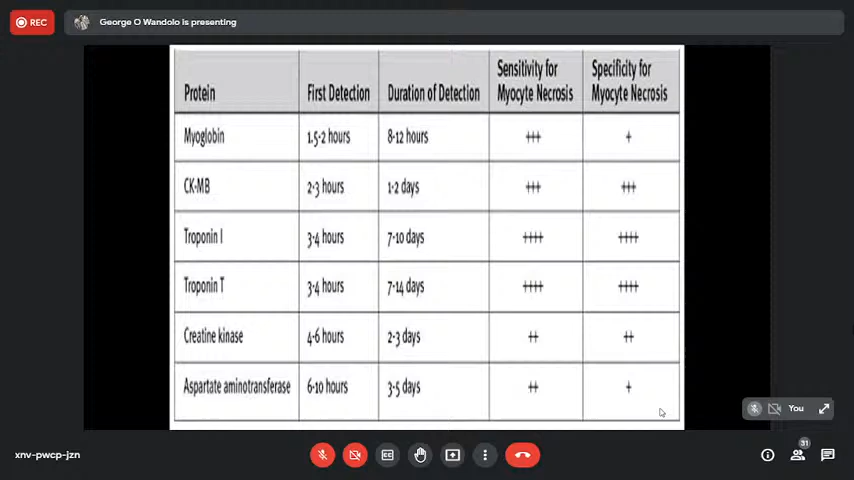 REC
George O Wandolo is presenting
Protein
First Detection
Duration of Detection
Sensitivity for
Myocyte Necrosis
Specificity for
Myocyte Necrosis
Myoglobin 1.5-2 hours 8-12 hours +++ +
CK-MB 2-3 hours 1-2 days +++ +++
Troponin I 3-4 hours 7-10 days ++++ ++++
Troponin T 3-4 hours 7-14 days ++++ ++++
Creatine kinase 4-6 hours 2-3 days ++ ++
Aspartate aminotransferase 6-10 hours 3-5 days ++ +
You
31
xnv-pwcp-jzn